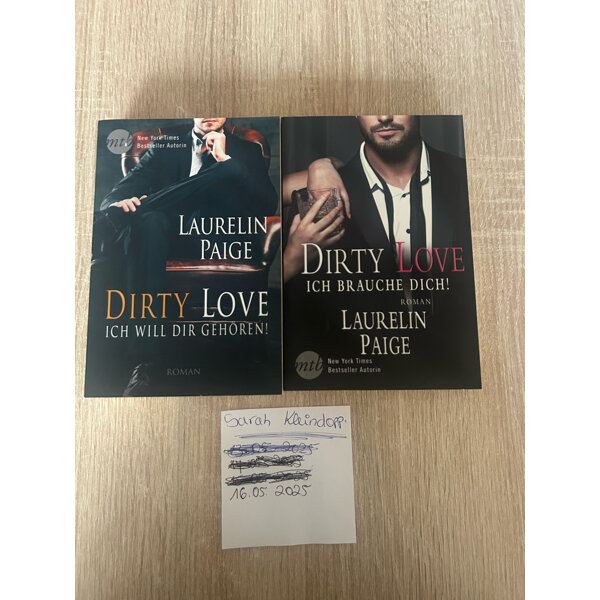 mtb
New York Times
Bestseller Autorin
LAURELIN
PAIGE
DIRTY LOVE
ICH WILL DIR GEHÖREN!
ROMAN
DIRTY LOVE
ICH BRAUCHE DICH!
ROMAN
LAURELIN
PAIGE
mtb
New York Times
Bestseller Autorin
Sarah Kleindopp.
16.05.2025